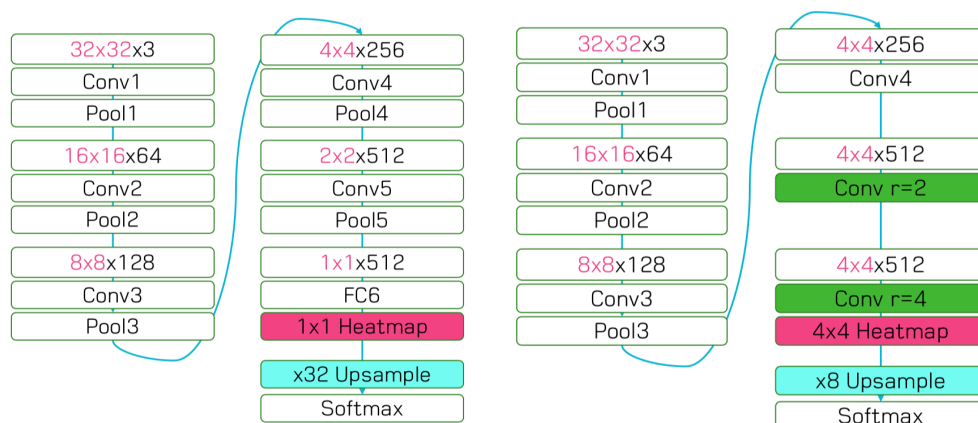 32x32x3
Conv1
Pool1
16x16x64
Conv2
Pool2
8x8x128
Conv3
Pool3
4x4x256
Conv4
Pool4
2x2x512
Conv5
Pool5
1x1x512
FC6
1x1 Heatmap
x32 Upsample
Softmax
32x32x3
Conv1
Pool1
16x16x64
Conv2
Pool2
8x8x128
Conv3
Pool3
4x4x256
Conv4
4x4x512
Conv r=2
4x4x512
Conv r=4
4x4 Heatmap
x8 Upsample
Softmax